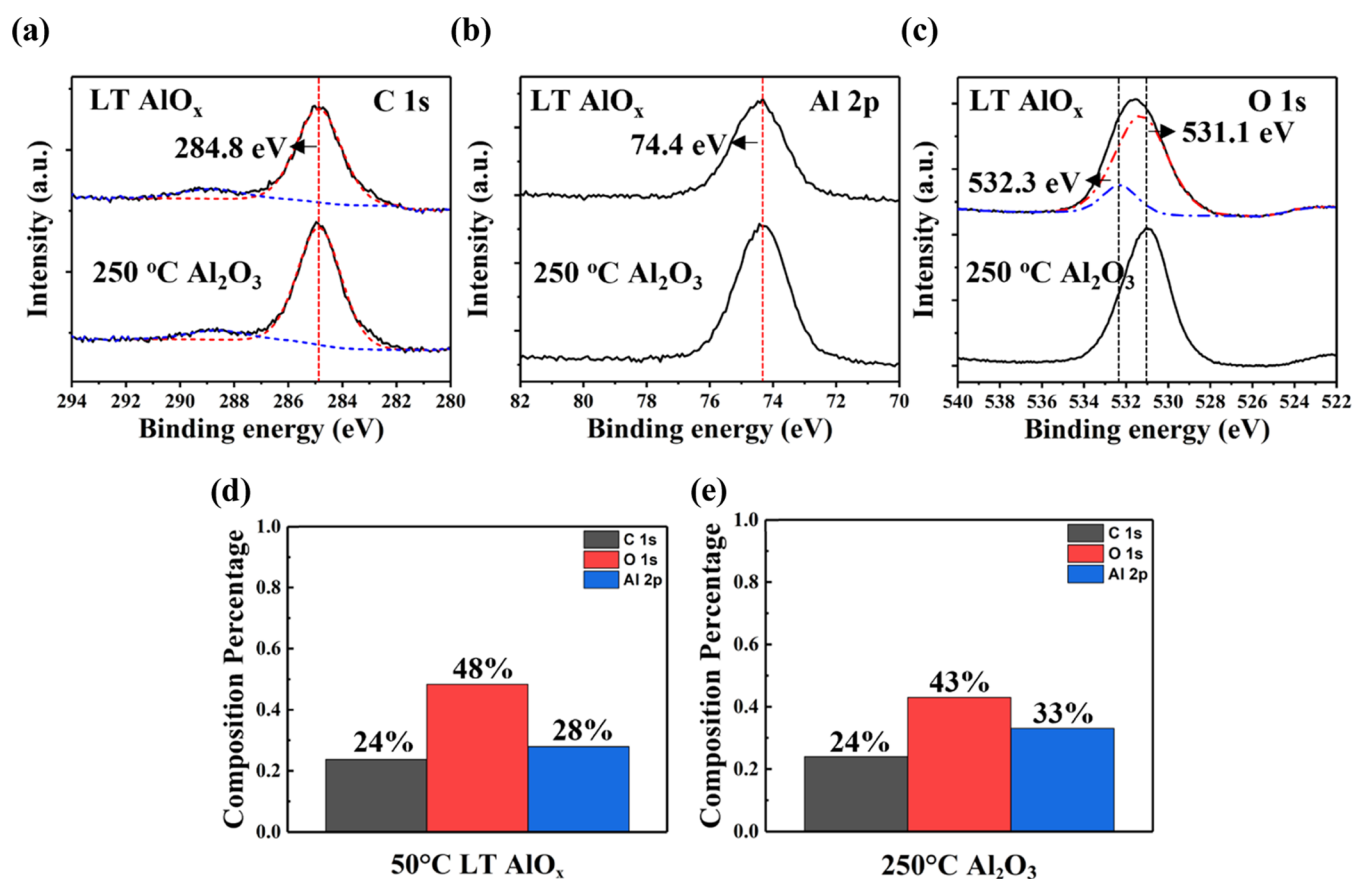 (a)
LT AlOₓ
C 1s
284.8 eV
250 °C Al₂O₃
Intensity (a.u.)
294 292 290 288 286 284 282 280
Binding energy (eV)
(b)
LT AlOₓ
Al 2p
74.4 eV
250 °C Al₂O₃
Intensity (a.u.)
82 80 78 76 74 72 70
Binding energy (eV)
(c)
LT AlOₓ
O 1s
531.1 eV
532.3 eV
250 °C Al₂O₃
Intensity (a.u.)
540 538 536 534 532 530 528 526 524 522
Binding energy (eV)
(d)
1.0
0.8
0.6
0.4
0.2
0.0
Composition Percentage
C 1s
O 1s
Al 2p
24%
48%
28%
50°C LT AlOₓ
(e)
1.0
0.8
0.6
0.4
0.2
0.0
Composition Percentage
C 1s
O 1s
Al 2p
24%
43%
33%
250°C Al₂O₃